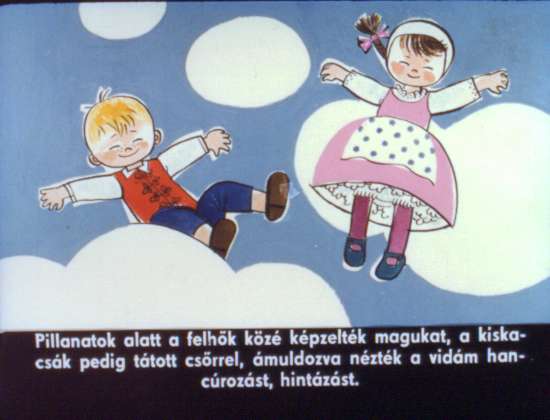 Pillanatok alatt a felhők közé képzelték magukat, a kiska-
csák pedig tátott csőrrel, ámuldozva nézték a vidám han-
cúrozást, hintázást.